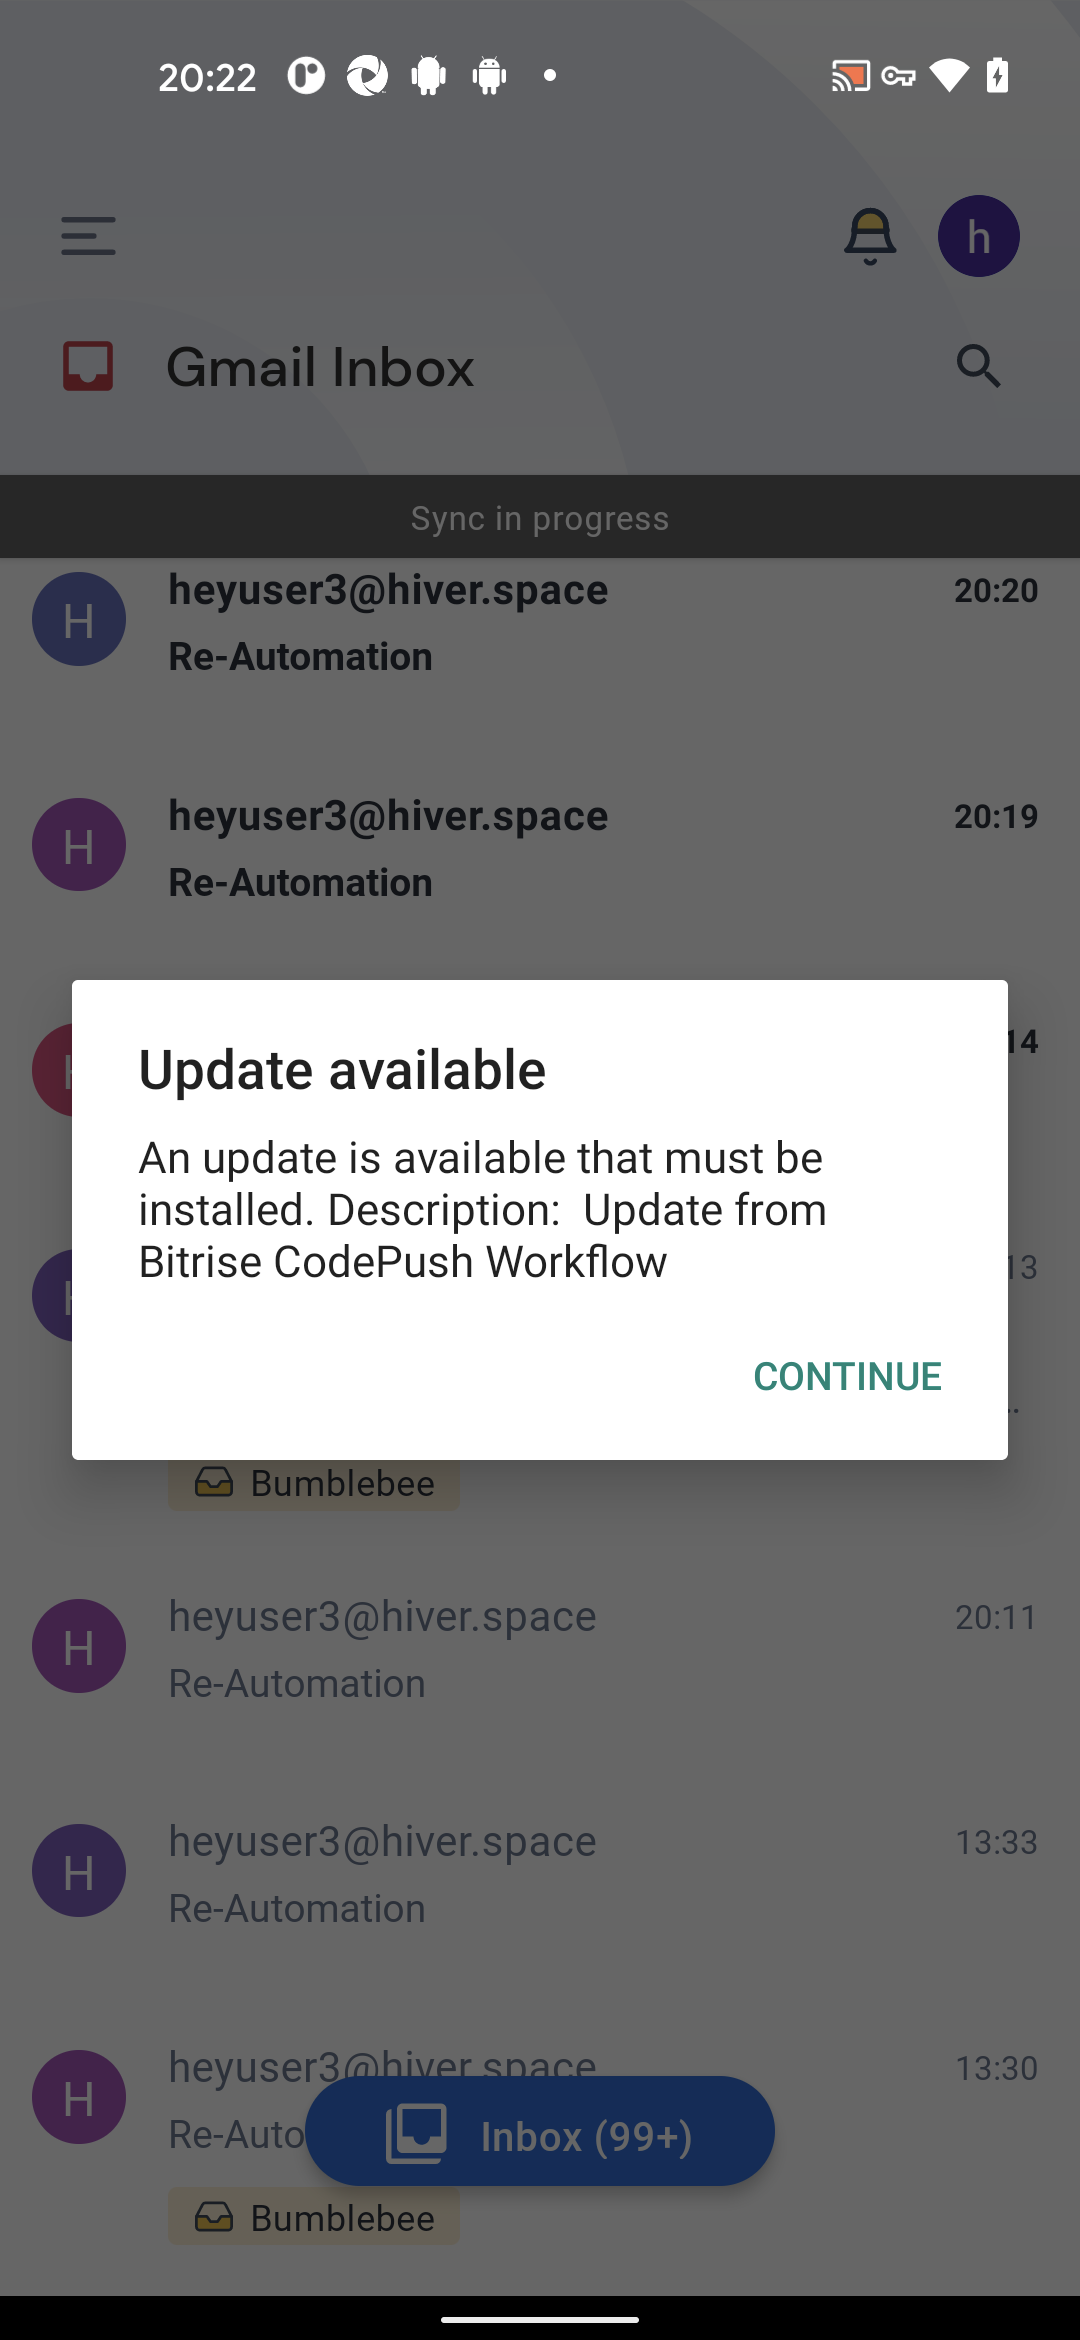 20:22
h
Gmail Inbox
Sync in progress
H
heyuser3@hiver.space
20:20
Re-Automation
H
heyuser3@hiver.space
20:19
Re-Automation
14
Update available
An update is available that must be
installed. Description:  Update from
Bitrise CodePush Workflow
13
CONTINUE
..
Bumblebee
H
heyuser3@hiver.space
20:11
Re-Automation
H
heyuser3@hiver.space
13:33
Re-Automation
H
heyuser3@hiver.space
13:30
Re-Auto
Inbox (99+)
Bumblebee